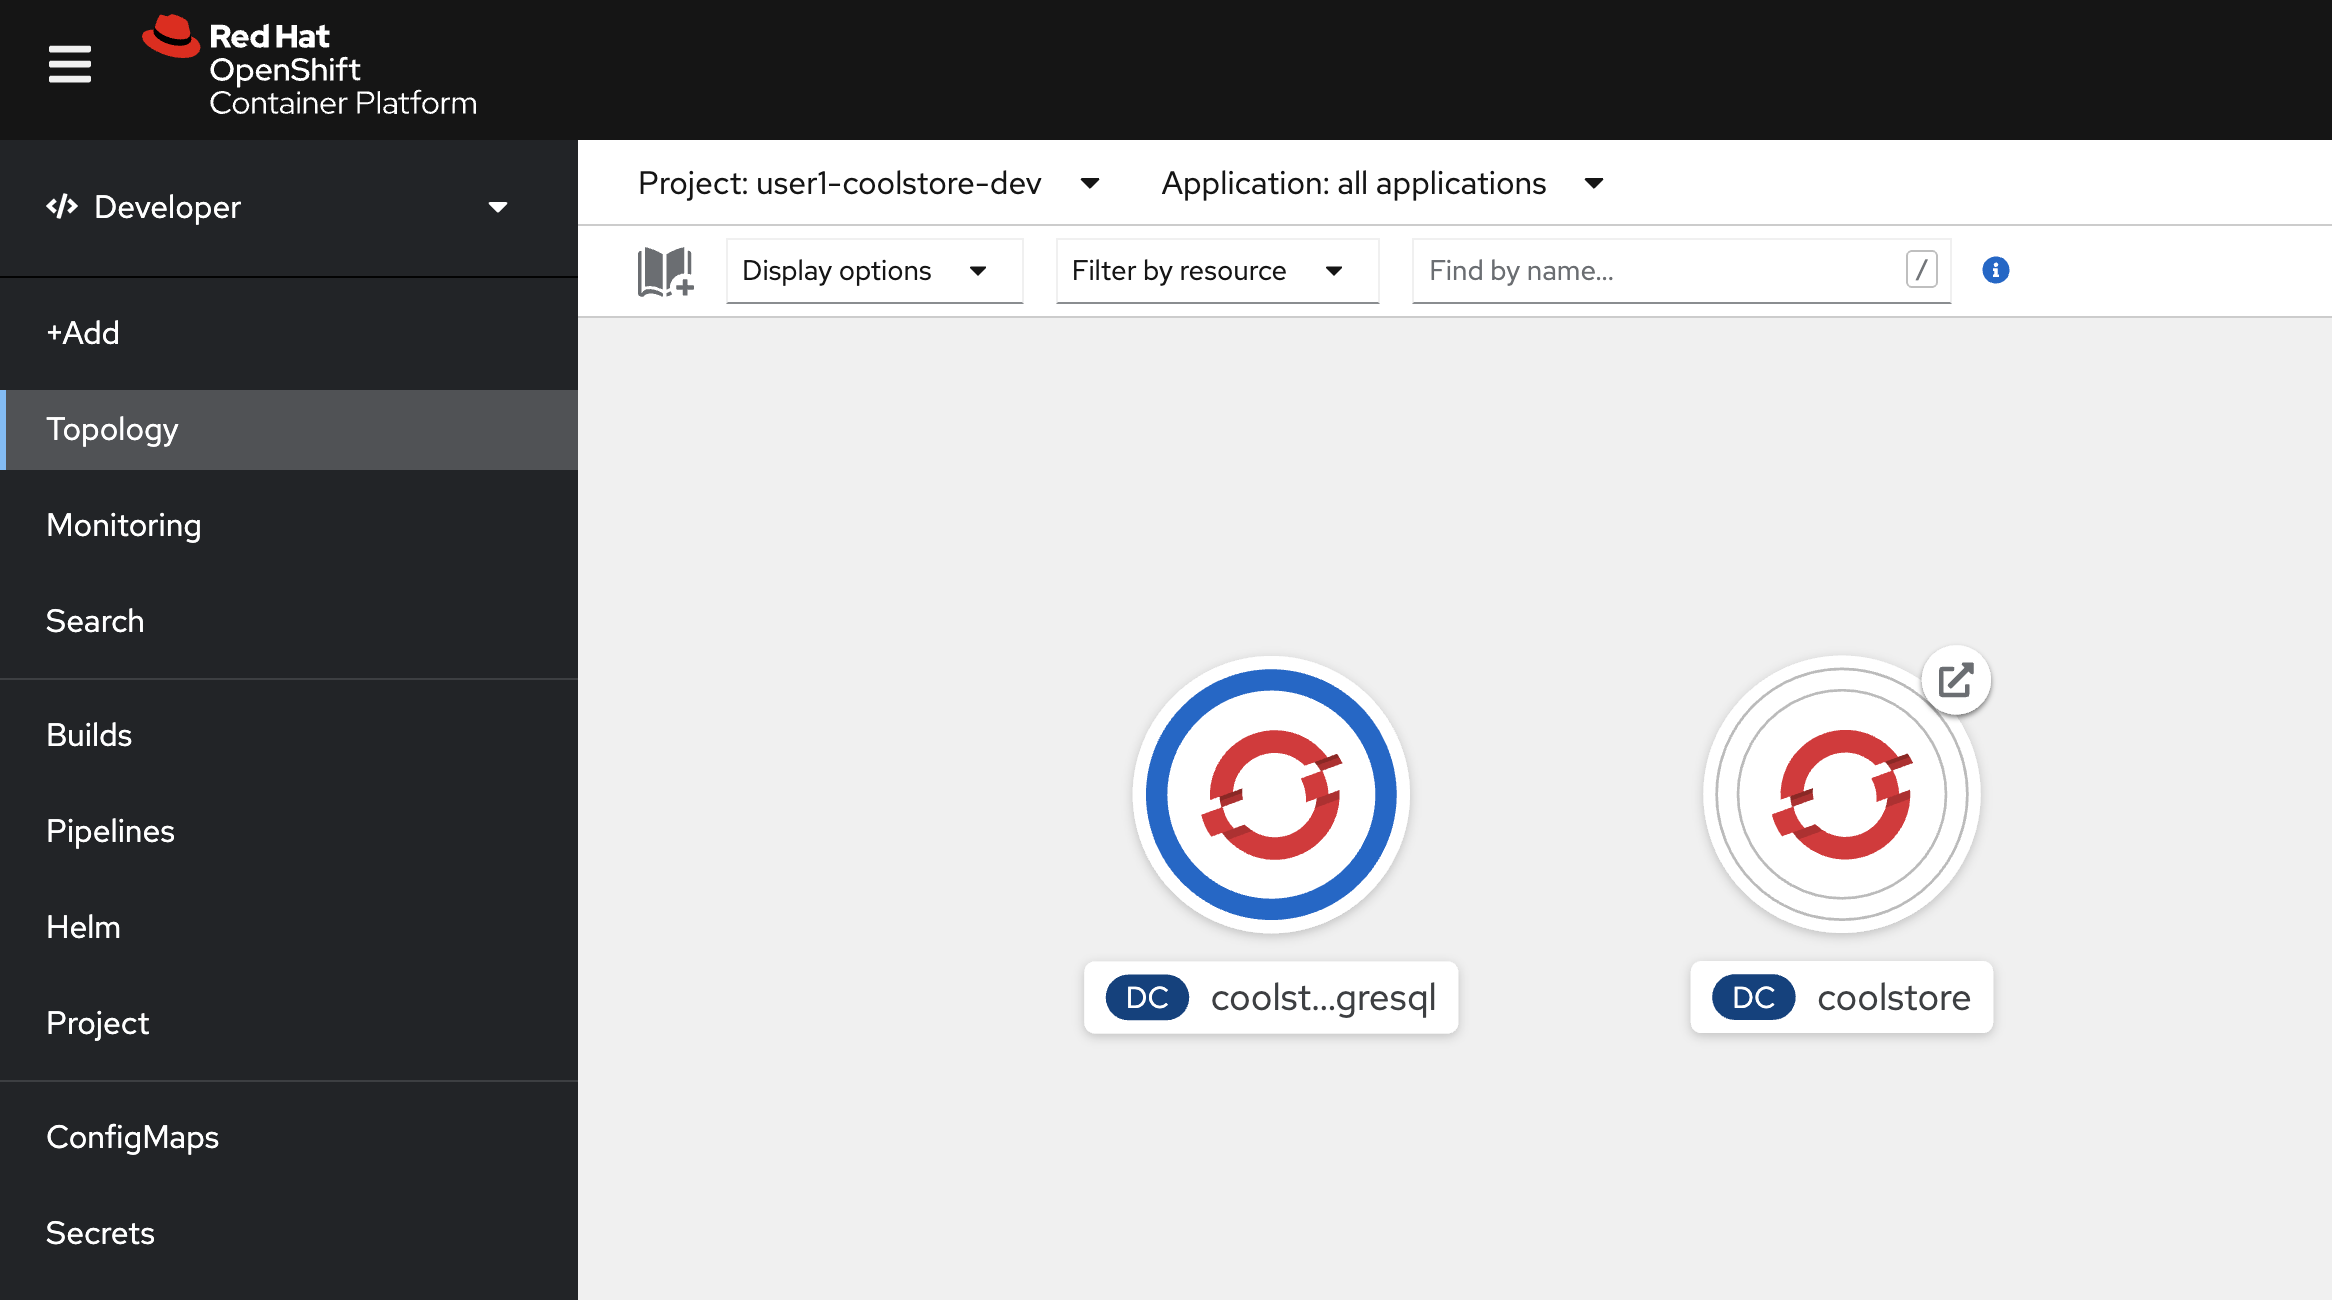 Red Hat
OpenShift
Container Platform
Developer
+Add
Topology
Monitoring
Search
Builds
Pipelines
Helm
Project
ConfigMaps
Secrets
Project: user1-coolstore-dev Application: all applications
Display options Filter by resource Find by name... /
DC coolst...gresql DC coolstore